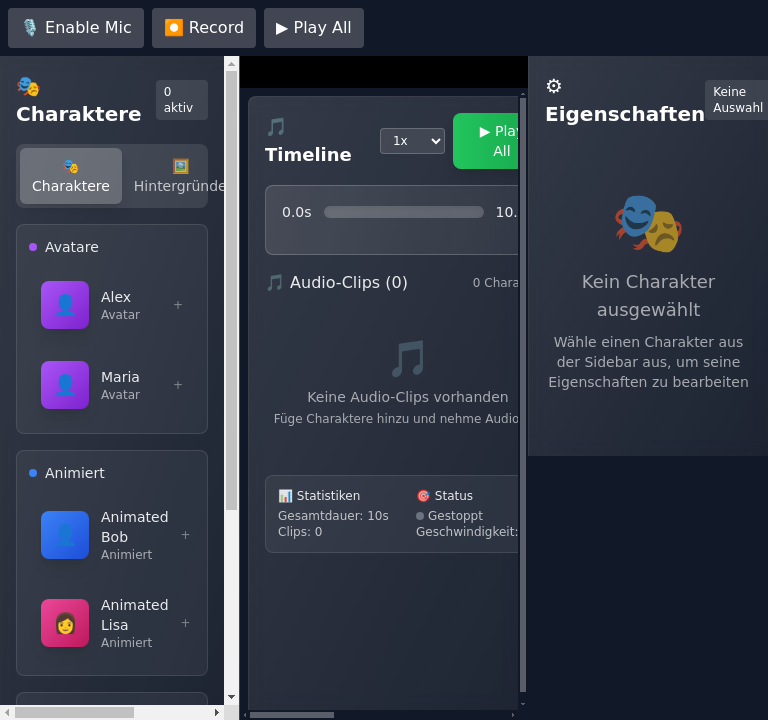 Enable Mic
Record
▶ Play All
Charaktere
0 aktiv
Charaktere
Hintergründe
Avatare
Alex
Avatar
+
Maria
Avatar
+
Animiert
Animated Bob
Animiert
+
Animated Lisa
Animiert
+
Timeline
1x
▶ Play All
0.0s
10.
Audio-Clips (0)
0 Chara
Keine Audio-Clips vorhanden
Füge Charaktere hinzu und nehme Audio
Statistiken
Gesamtdauer: 10s
Clips: 0
Status
Gestoppt
Geschwindigkeit:
Eigenschaften
Keine Auswahl
Kein Charakter
ausgewählt
Wähle einen Charakter aus
der Sidebar aus, um seine
Eigenschaften zu bearbeiten